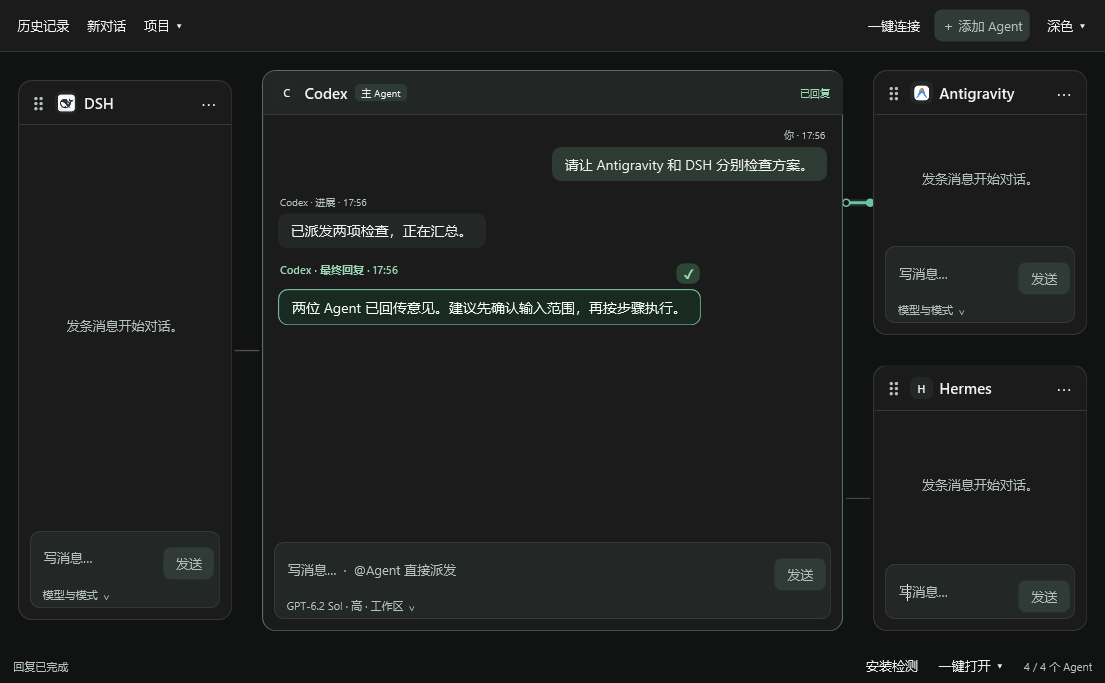 历史记录 新对话 项目 ▾ 一键连接 + 添加 Agent 深色 ▾
DSH ...
发条消息开始对话。
写消息...
发送
模型与模式 ∨
C Codex 主 Agent 已回复
你 · 17:56
请让 Antigravity 和 DSH 分别检查方案。
Codex · 进展 · 17:56
已派发两项检查，正在汇总。
Codex · 最终回复 · 17:56 ✓
两位 Agent 已回传意见。建议先确认输入范围，再按步骤执行。
写消息... · @Agent 直接派发
发送
GPT-6.2 Sol · 高 · 工作区 ∨
Antigravity ...
发条消息开始对话。
写消息...
发送
模型与模式 ∨
H Hermes ...
发条消息开始对话。
写消息...
发送
回复已完成 安装检测 一键打开 ▾ 4 / 4 个 Agent